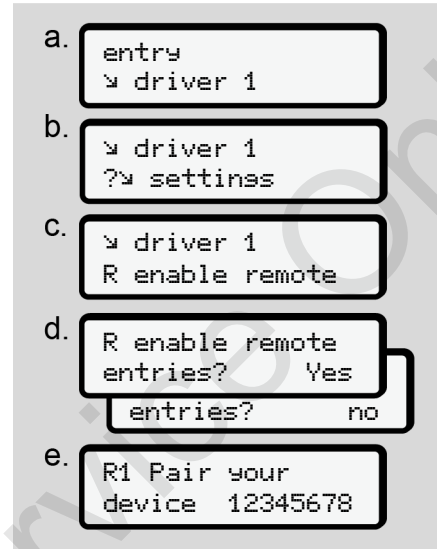 a.
entry
↘ driver 1
b.
↘ driver 1
?↘ settings
c.
↘ driver 1
R enable remote
d.
R enable remote
entries? Yes
entries? no
e.
R1 Pair your
device 12345678